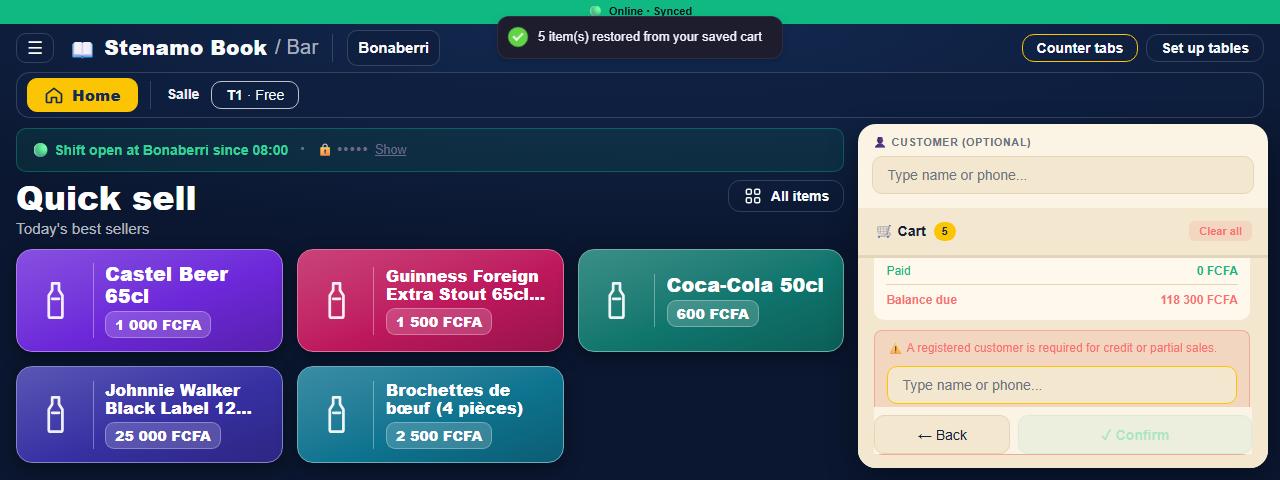 Online · Synced
5 item(s) restored from your saved cart
Stenamo Book / Bar
Bonaberri
Counter tabs
Set up tables
Home
Salle
T1 · Free
Shift open at Bonaberri since 08:00 • ••••• Show
Quick sell
Today's best sellers
All items
Castel Beer
65cl
1 000 FCFA
Guinness Foreign
Extra Stout 65cl...
1 500 FCFA
Coca-Cola 50cl
600 FCFA
Johnnie Walker
Black Label 12...
25 000 FCFA
Brochettes de
bœuf (4 pièces)
2 500 FCFA
CUSTOMER (OPTIONAL)
Type name or phone...
Cart 5
Clear all
Paid 0 FCFA
Balance due 118 300 FCFA
A registered customer is required for credit or partial sales.
Type name or phone...
← Back
✓ Confirm